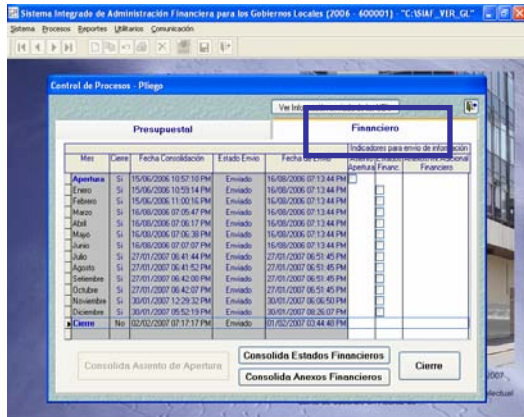 Sistema Integrado de Administración Financiera para los Gobiernos Locales (2006 - 600001) - "C:\SIAF_VER_GL"
Sistema Procesos Reportes Utilitarios Comunicación
Control de Procesos - Pliego
Ver
Presupuestal Financiero
Indicadores para envio de información
Mes Cierre Fecha Consolidación Estado Envio Fecha de Envio Asiento Estados Anexos Inf. Adicional
Apertura Financ. Financiero
Apertura Si 15/06/2006 10:57:10 PM Enviado 16/08/2006 07:13:44 PM
Enero Si 15/06/2006 10:59:14 PM Enviado 16/08/2006 07:13:44 PM
Febrero Si 15/06/2006 11:00:16 PM Enviado 16/08/2006 07:13:44 PM
Marzo Si 16/08/2006 07:05:47 PM Enviado 16/08/2006 07:13:44 PM
Abril Si 16/08/2006 07:06:17 PM Enviado 16/08/2006 07:13:44 PM
Mayo Si 16/08/2006 07:06:38 PM Enviado 16/08/2006 07:13:44 PM
Junio Si 16/08/2006 07:07:07 PM Enviado 16/08/2006 07:13:44 PM
Julio Si 27/01/2007 06:41:44 PM Enviado 27/01/2007 06:51:45 PM
Agosto Si 27/01/2007 06:41:52 PM Enviado 27/01/2007 06:51:45 PM
Setiembre Si 27/01/2007 06:42:00 PM Enviado 27/01/2007 06:51:45 PM
Octubre Si 27/01/2007 06:42:07 PM Enviado 27/01/2007 06:51:45 PM
Noviembre Si 30/01/2007 12:29:32 PM Enviado 30/01/2007 06:06:50 PM
Diciembre Si 30/01/2007 05:52:19 PM Enviado 30/01/2007 08:26:07 PM
Cierre No 02/02/2007 07:17:17 PM Enviado 01/02/2007 03:44:48 PM
Consolida Asiento de Apertura
Consolida Estados Financieros
Consolida Anexos Financieros
Cierre
2007